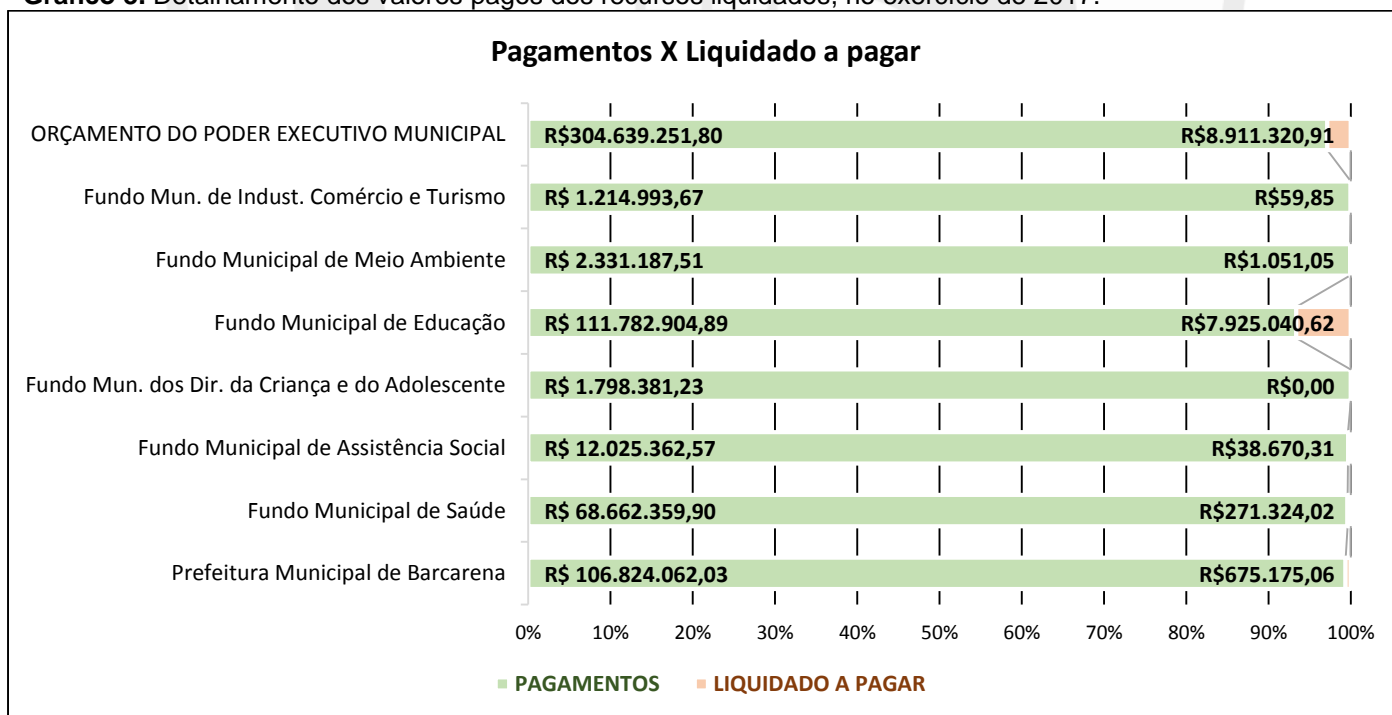 Detalhamento dos valores pagos dos recursos liquidados, no exercício de 2017.
Pagamentos X Liquidado a pagar
ORÇAMENTO DO PODER EXECUTIVO MUNICIPAL R$304.639.251,80 R$8.911.320,91
Fundo Mun. de Indust. Comércio e Turismo R$ 1.214.993,67 R$59,85
Fundo Municipal de Meio Ambiente R$ 2.331.187,51 R$1.051,05
Fundo Municipal de Educação R$ 111.782.904,89 R$7.925.040,62
Fundo Mun. dos Dir. da Criança e do Adolescente R$ 1.798.381,23 R$0,00
Fundo Municipal de Assistência Social R$ 12.025.362,57 R$38.670,31
Fundo Municipal de Saúde R$ 68.662.359,90 R$271.324,02
Prefeitura Municipal de Barcarena R$ 106.824.062,03 R$675.175,06
0% 10% 20% 30% 40% 50% 60% 70% 80% 90% 100%
PAGAMENTOS LIQUIDADO A PAGAR